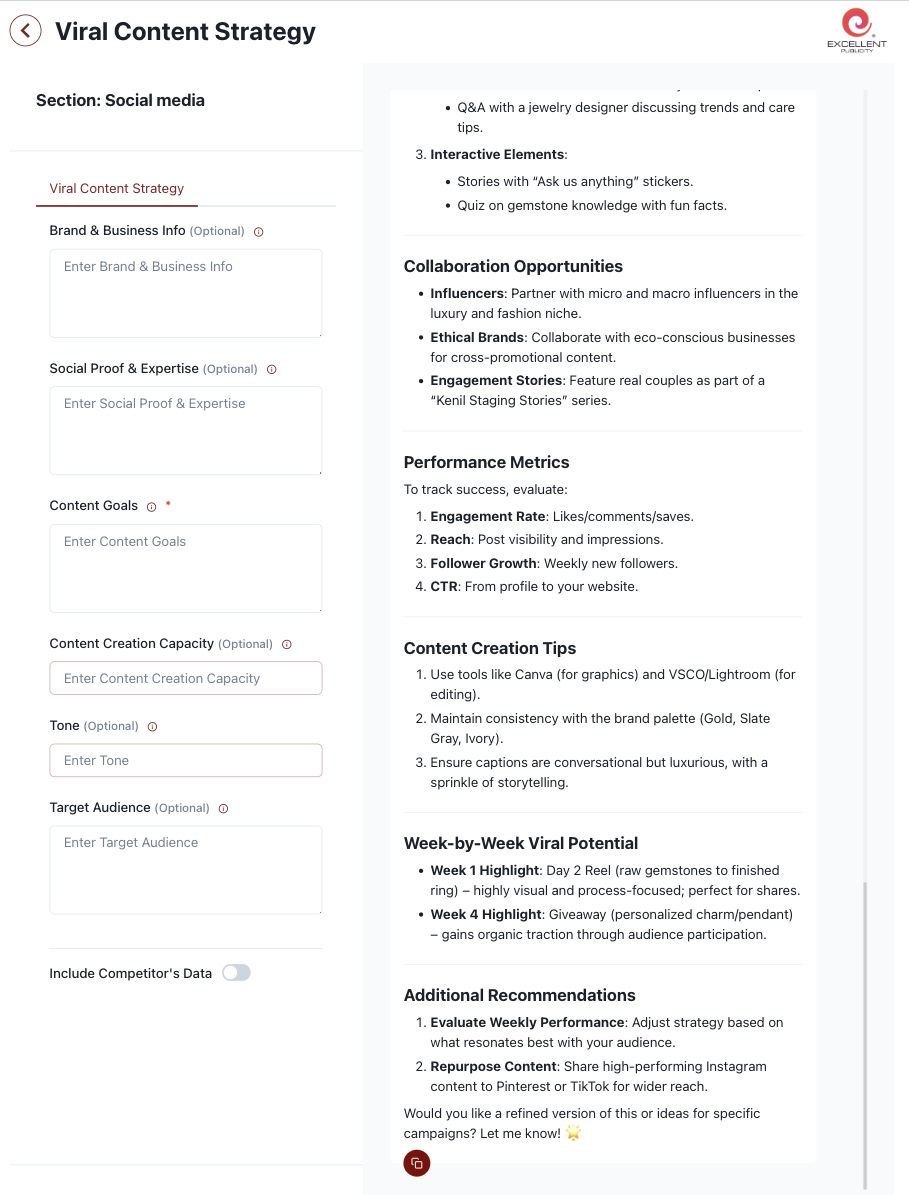 Viral Content Strategy
EXCELLENT
PUBLICITY
Section: Social media
Viral Content Strategy
Brand & Business Info (Optional)
Enter Brand & Business Info
Social Proof & Expertise (Optional)
Enter Social Proof & Expertise
Content Goals *
Enter Content Goals
Content Creation Capacity (Optional)
Enter Content Creation Capacity
Tone (Optional)
Enter Tone
Target Audience (Optional)
Enter Target Audience
Include Competitor's Data
• Q&A with a jewelry designer discussing trends and care
tips.
3. Interactive Elements:
• Stories with “Ask us anything” stickers.
• Quiz on gemstone knowledge with fun facts.
Collaboration Opportunities
• Influencers: Partner with micro and macro influencers in the
luxury and fashion niche.
• Ethical Brands: Collaborate with eco-conscious businesses
for cross-promotional content.
• Engagement Stories: Feature real couples as part of a
“Kenil Staging Stories” series.
Performance Metrics
To track success, evaluate:
1. Engagement Rate: Likes/comments/saves.
2. Reach: Post visibility and impressions.
3. Follower Growth: Weekly new followers.
4. CTR: From profile to your website.
Content Creation Tips
1. Use tools like Canva (for graphics) and VSCO/Lightroom (for
editing).
2. Maintain consistency with the brand palette (Gold, Slate
Gray, Ivory).
3. Ensure captions are conversational but luxurious, with a
sprinkle of storytelling.
Week-by-Week Viral Potential
• Week 1 Highlight: Day 2 Reel (raw gemstones to finished
ring) – highly visual and process-focused; perfect for shares.
• Week 4 Highlight: Giveaway (personalized charm/pendant)
– gains organic traction through audience participation.
Additional Recommendations
1. Evaluate Weekly Performance: Adjust strategy based on
what resonates best with your audience.
2. Repurpose Content: Share high-performing Instagram
content to Pinterest or TikTok for wider reach.
Would you like a refined version of this or ideas for specific
campaigns? Let me know! 🌟